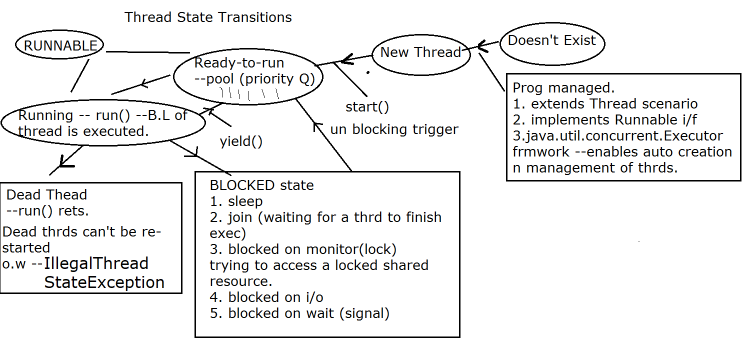 Thread State Transitions
RUNNABLE
Ready-to-run
--pool (priority Q)
New Thread
Doesn't Exist
Running -- run() --B.L of
thread is executed.
start()
un blocking trigger
yield()
Prog managed.
1. extends Thread scenario
2. implements Runnable i/f
3.java.util.concurrent.Executor
frmwork --enables auto creation
n management of thrds.
Dead Thead
--run() rets.
Dead thrds can't be re-
started
o.w --IllegalThread
StateException
BLOCKED state
1. sleep
2. join (waiting for a thrd to finish
exec)
3. blocked on monitor(lock)
trying to access a locked shared
resource.
4. blocked on i/o
5. blocked on wait (signal)